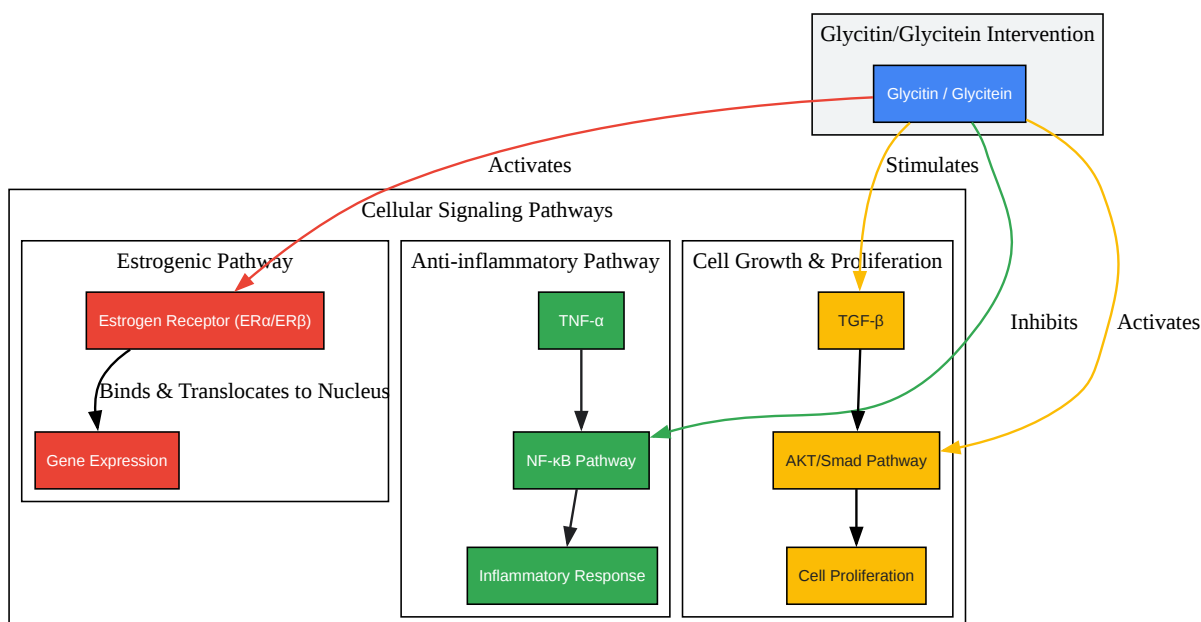 Glycitin/Glycitein Intervention
Glycitin / Glycitein
Activates
Stimulates
Cellular Signaling Pathways
Estrogenic Pathway
Anti-inflammatory Pathway
Cell Growth & Proliferation
Estrogen Receptor (ERα/ERβ)
TNF-α
TGF-β
Inhibits
Activates
Binds & Translocates to Nucleus
Gene Expression
NF-κB Pathway
AKT/Smad Pathway
Inflammatory Response
Cell Proliferation